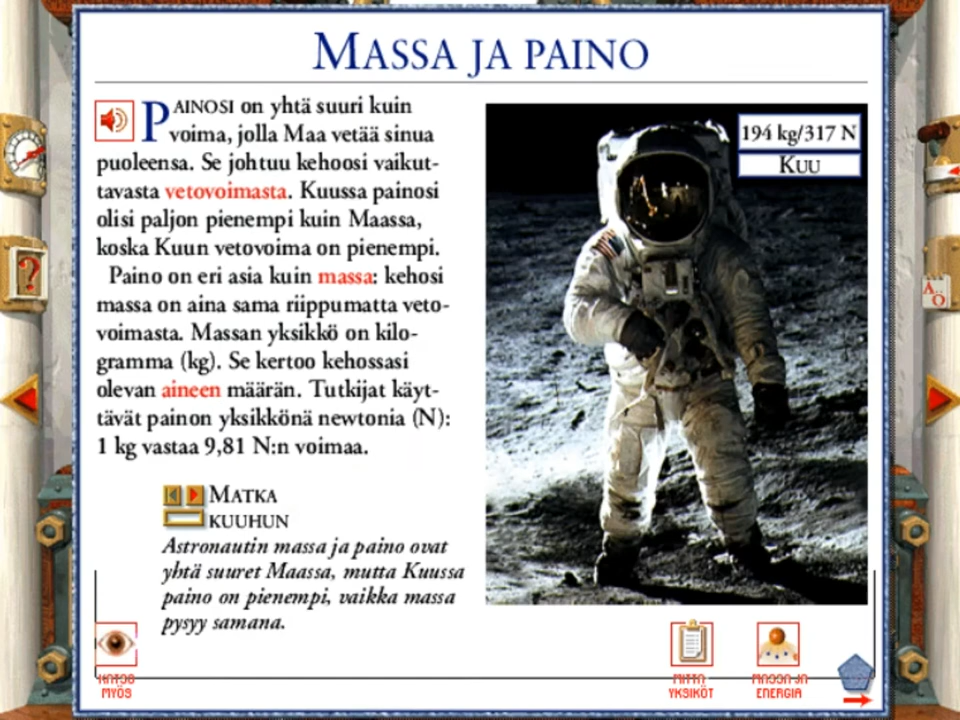 MASSA JA PAINO
PAINOSI on yhtä suuri kuin
voima, jolla Maa vetää sinua
puoleensa. Se johtuu kehoosi vaikut-
tavasta vetovoimasta. Kuussa painosi
olisi paljon pienempi kuin Maassa,
koska Kuun vetovoima on pienempi.
Paino on eri asia kuin massa: kehosi
massa on aina sama riippumatta veto-
voimasta. Massan yksikkö on kilo-
gramma (kg). Se kertoo kehossasi
olevan aineen määrän. Tutkijat käyt-
tävät painon yksikkönä newtonia (N):
1 kg vastaa 9,81 N:n voimaa.
194 kg/317 N
KUU
MATKA
KUUHUN
Astronautin massa ja paino ovat
yhtä suuret Maassa, mutta Kuussa
paino on pienempi, vaikka massa
pysyy samana.
KATSO
MYÖS
MITTA-
YKSIKÖT
MASSA JA
ENERGIA
?
A...
Ö